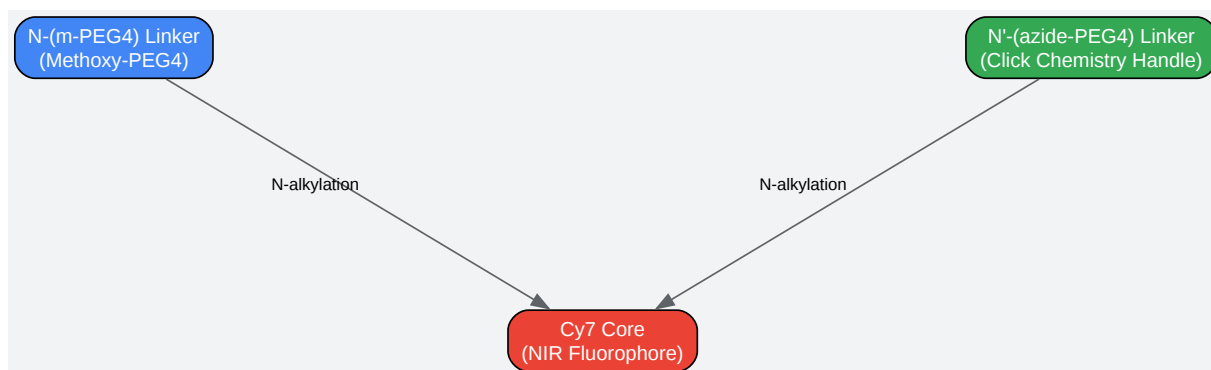 N-(m-PEG4) Linker
(Methoxy-PEG4)
N'-(azide-PEG4) Linker
(Click Chemistry Handle)
N-alkylation
N-alkylation
Cy7 Core
(NIR Fluorophore)